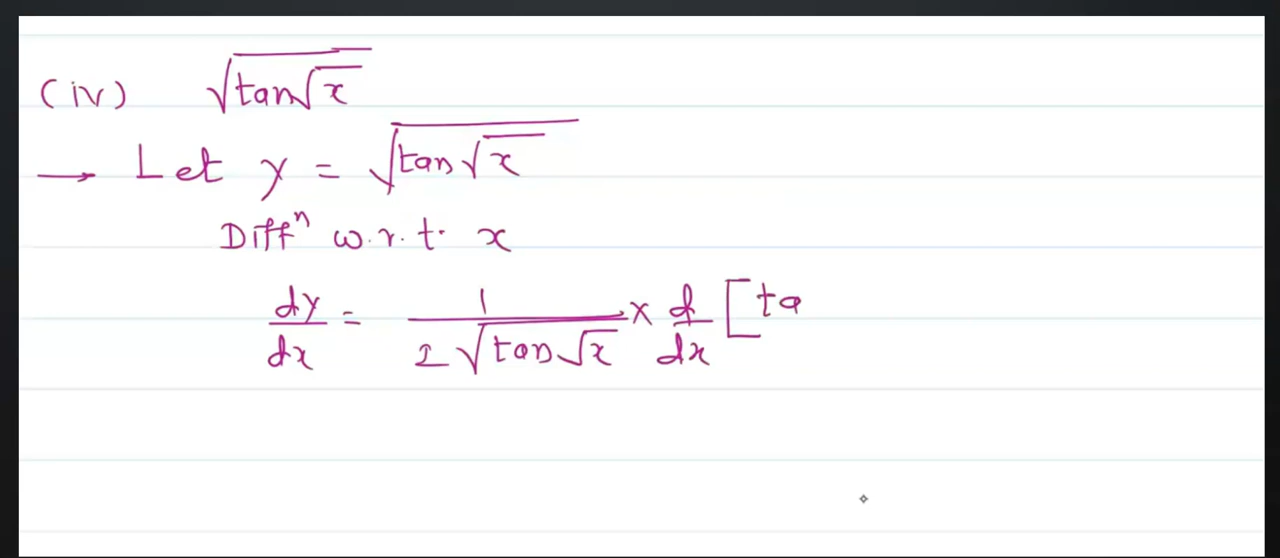 (iv) √(tan√x)
→ Let y = √(tan√x)
Diffⁿ w.r.t. x
dy/dx = 1/(2√(tan√x)) × d/dx [ta